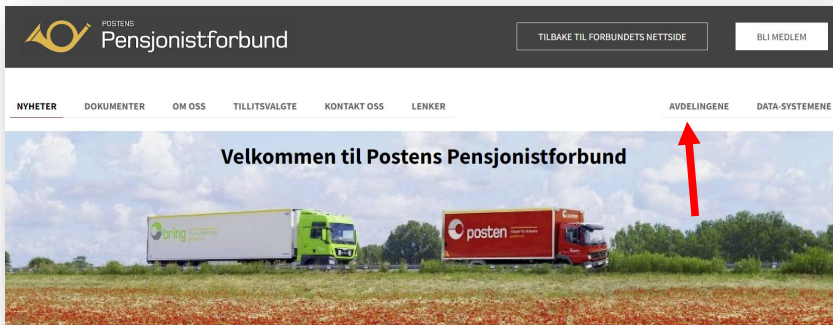 POSTENS
Pensjonistforbund
TILBAKE TIL FORBUNDETS NETTSIDE
BLI MEDLEM
NYHETER DOKUMENTER OM OSS TILLITSVALGTE KONTAKT OSS LENKER AVDELINGENE DATA-SYSTEMENE
Velkommen til Postens Pensjonistforbund
bring
posten